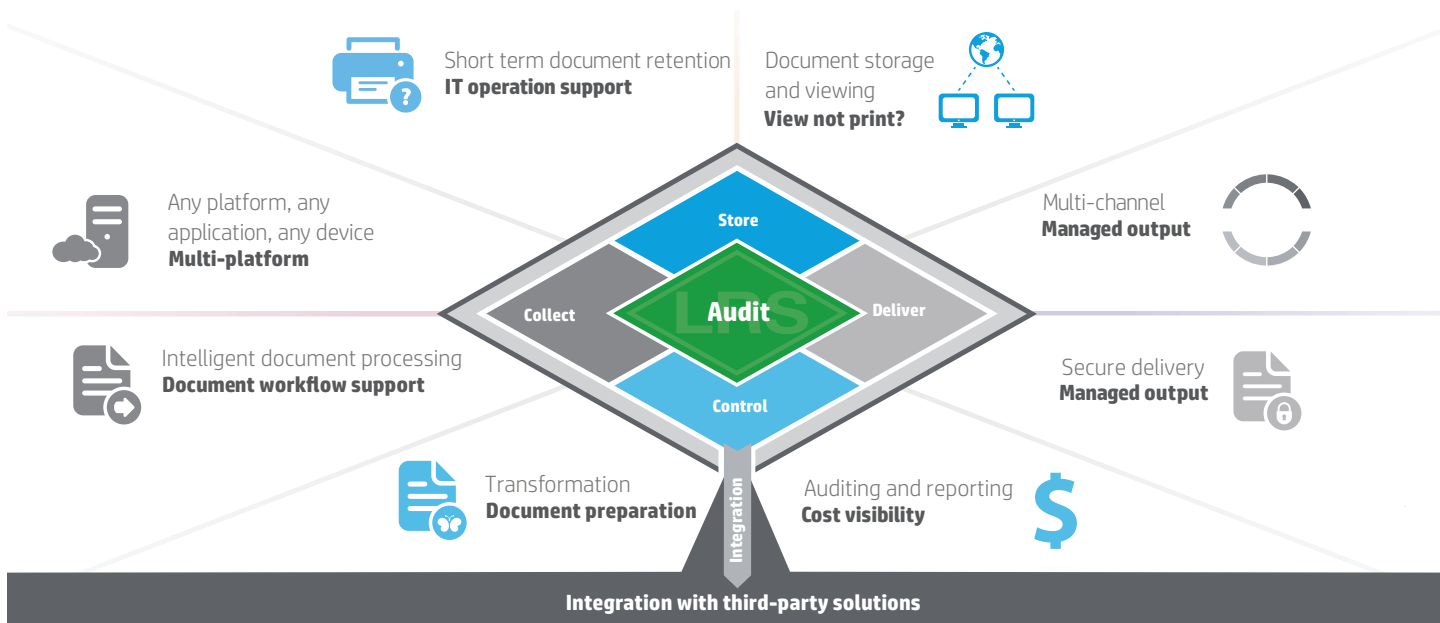 Short term document retention
IT operation support
Document storage
and viewing
View not print?
?
Any platform, any
application, any device
Multi-platform
Multi-channel
Managed output
Store
Collect
LRS
Audit
Deliver
Control
Intelligent document processing
Document workflow support
Secure delivery
Managed output
Transformation
Document preparation
Integration
Auditing and reporting
Cost visibility
$
Integration with third-party solutions